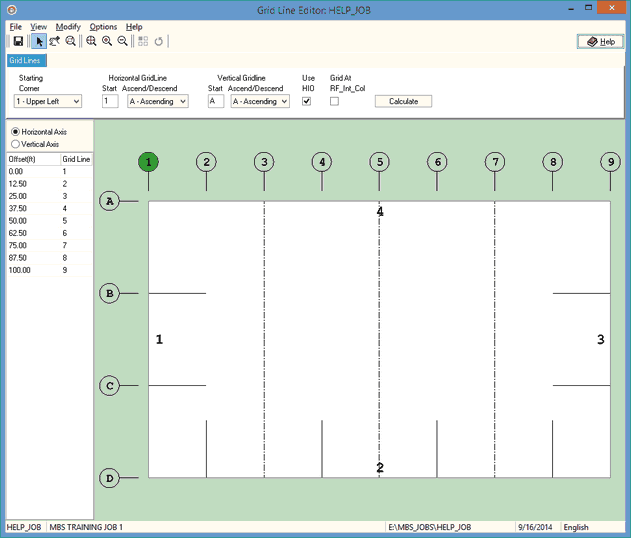 Grid Line Editor: HELP_JOB
File View Modify Options Help
Help
Grid Lines
Starting Horizontal GridLine Vertical Gridline Use Grid At
Corner Start Ascend/Descend Start Ascend/Descend HIO RF_Int_Col
1 - Upper Left 1 A - Ascending A A - Ascending Calculate
Horizontal Axis
Vertical Axis
Offset(ft) Grid Line
0.00 1
12.50 2
25.00 3
37.50 4
50.00 5
62.50 6
75.00 7
87.50 8
100.00 9
1 2 3 4 5 6 7 8 9
A
4
B
1 3
C
2
D
HELP_JOB MBS TRAINING JOB 1 E:\MBS_JOBS\HELP_JOB 9/16/2014 English